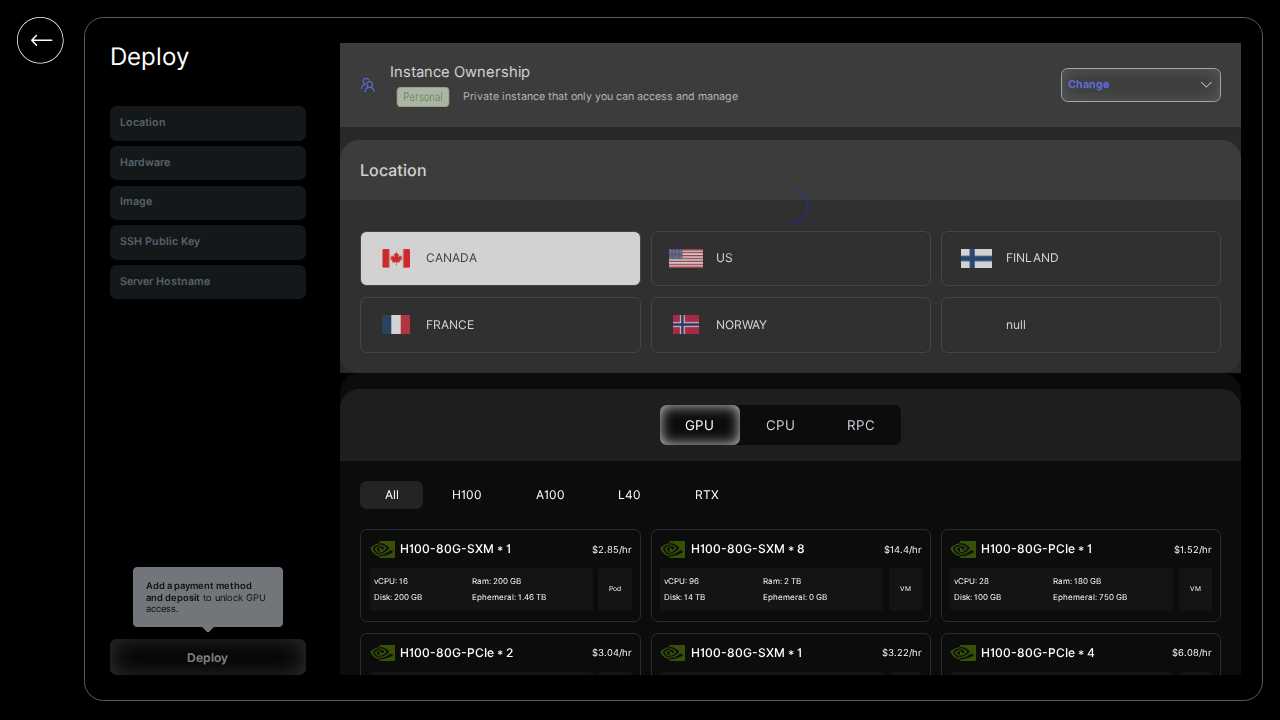 Deploy
Location
Hardware
Image
SSH Public Key
Server Hostname
Add a payment method
and deposit to unlock GPU
access.
Deploy
Instance Ownership
Personal Private instance that only you can access and manage
Change
Location
CANADA US FINLAND
FRANCE NORWAY null
GPU CPU RPC
All H100 A100 L40 RTX
H100-80G-SXM * 1 $2.85/hr
vCPU: 16 Ram: 200 GB
Disk: 200 GB Ephemeral: 1.46 TB
Pod
H100-80G-SXM * 8 $14.4/hr
vCPU: 96 Ram: 2 TB
Disk: 14 TB Ephemeral: 0 GB
VM
H100-80G-PCIe * 1 $1.52/hr
vCPU: 28 Ram: 180 GB
Disk: 100 GB Ephemeral: 750 GB
VM
H100-80G-PCIe * 2 $3.04/hr
H100-80G-SXM * 1 $3.22/hr
H100-80G-PCIe * 4 $6.08/hr